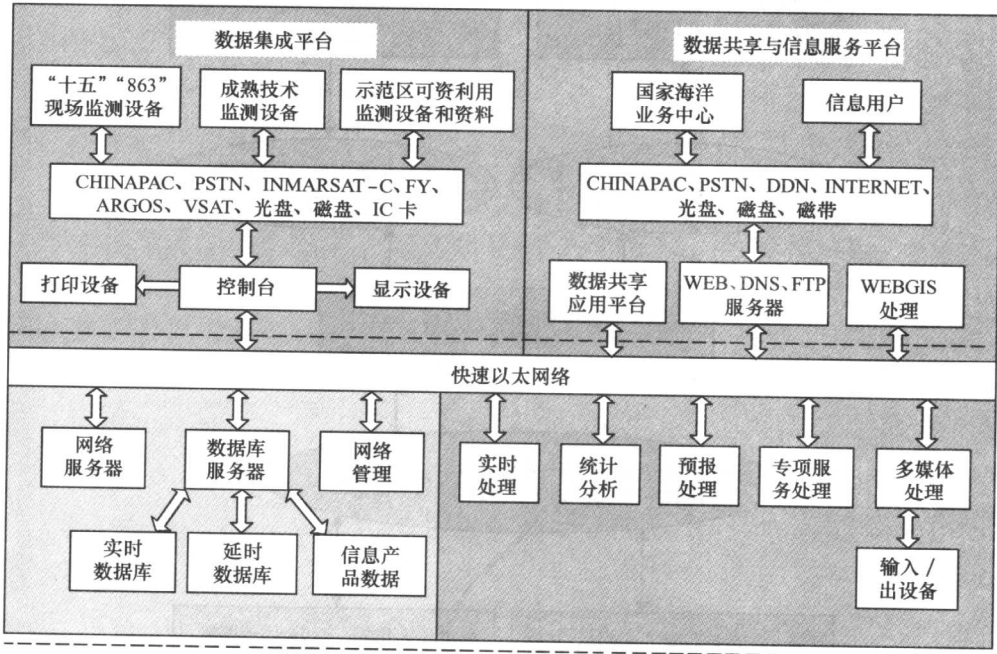 数据集成平台
数据共享与信息服务平台
“十五”“863”
现场监测设备
成熟技术
监测设备
示范区可资利用
监测设备和资料
国家海洋
业务中心
信息用户
CHINAPAC、PSTN、INMARSAT-C、FY、
ARGOS、VSAT、光盘、磁盘、IC 卡
CHINAPAC、PSTN、DDN、INTERNET、
光盘、磁盘、磁带
打印设备
控制台
显示设备
数据共享
应用平台
WEB、DNS、FTP
服务器
WEBGIS
处理
快速以太网络
网络
服务器
数据库
服务器
网络
管理
实时
处理
统计
分析
预报
处理
专项服
务处理
多媒体
处理
实时
数据库
延时
数据库
信息产
品数据
输入 /
出设备